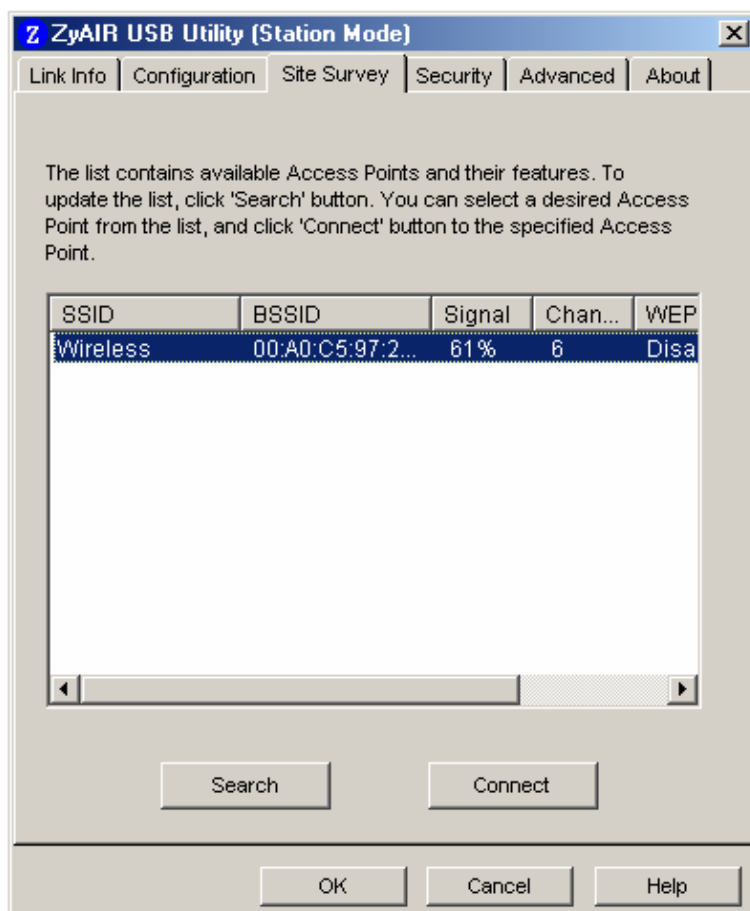 Z ZyAIR USB Utility (Station Mode)
Link Info Configuration Site Survey Security Advanced About
The list contains available Access Points and their features. To
update the list, click 'Search' button. You can select a desired Access
Point from the list, and click 'Connect' button to the specified Access
Point.
SSID BSSID Signal Chan... WEP
Wireless 00:A0:C5:97:2... 61% 6 Disa
Search Connect
OK Cancel Help